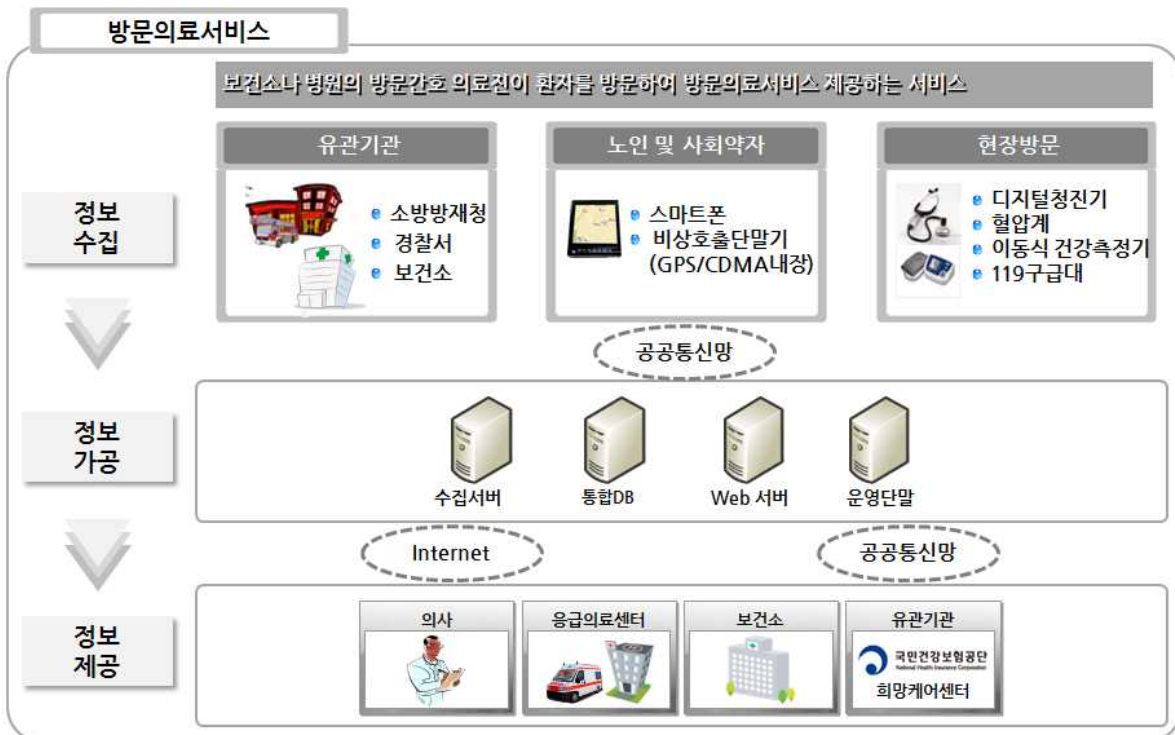 방문의료서비스
보건소나 병원의 방문간호 의료진이 환자를 방문하여 방문의료서비스 제공하는 서비스
정보
수집
유관기관
소방방재청
경찰서
보건소
노인 및 사회약자
스마트폰
비상호출단말기
(GPS/CDMA내장)
현장방문
디지털청진기
혈압계
이동식 건강측정기
119구급대
공공통신망
정보
가공
수집서버
통합DB
Web 서버
운영단말
Internet
공공통신망
정보
제공
의사
응급의료센터
보건소
유관기관
국민건강보험공단
National Health Insurance Corporation
희망케어센터